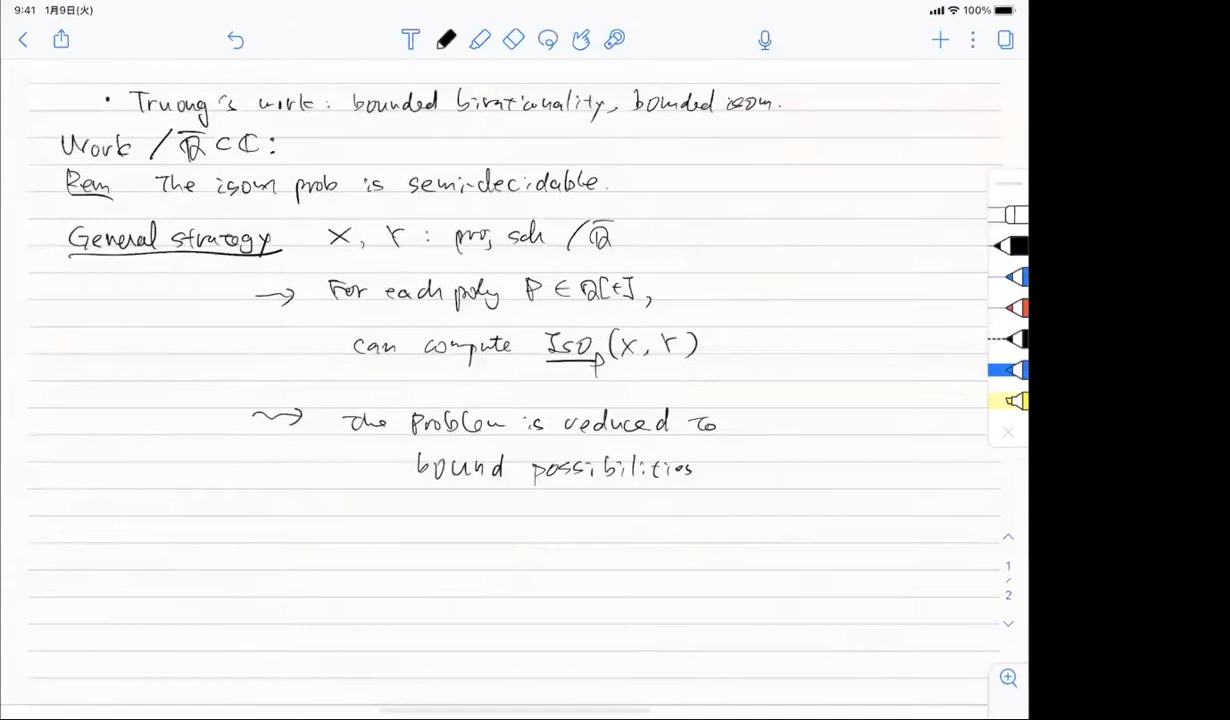 9:41 1月9日(火)
100%
• Truong's work : bounded birationality, bounded isom.
Work / Q̅ ⊂ ℂ :
Rem The isom prob is semi-decidable.
General strategy X, Y : proj sch / Q̅
→ For each poly P ∈ Q[t],
can compute Iso_P(X, Y)
⇝ the problem is reduced to
bound possibilities
1
/
2